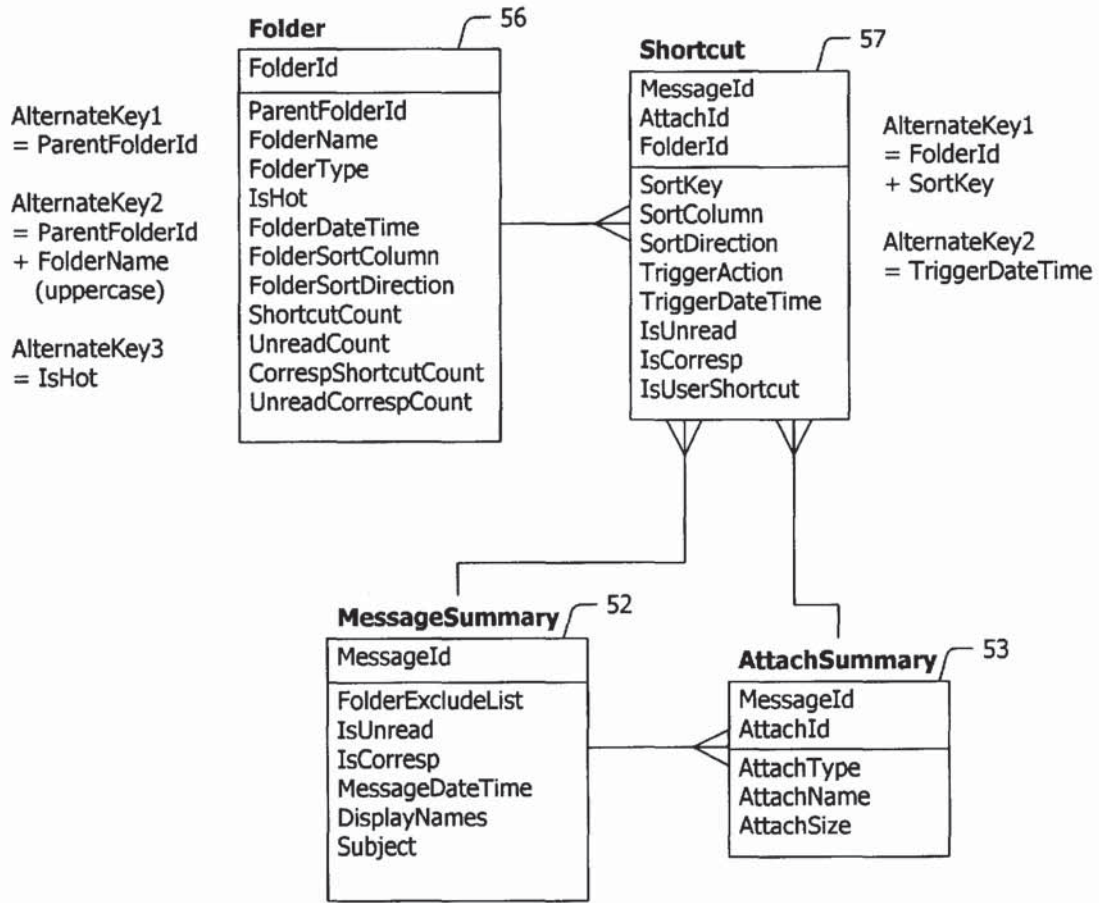 Folder
56
FolderId
ParentFolderId
FolderName
FolderType
IsHot
FolderDateTime
FolderSortColumn
FolderSortDirection
ShortcutCount
UnreadCount
CorrespShortcutCount
UnreadCorrespCount
AlternateKey1
= ParentFolderId
AlternateKey2
= ParentFolderId
+ FolderName
(uppercase)
AlternateKey3
= IsHot
Shortcut
57
MessageId
AttachId
FolderId
SortKey
SortColumn
SortDirection
TriggerAction
TriggerDateTime
IsUnread
IsCorresp
IsUserShortcut
AlternateKey1
= FolderId
+ SortKey
AlternateKey2
= TriggerDateTime
MessageSummary
52
MessageId
FolderExcludeList
IsUnread
IsCorresp
MessageDateTime
DisplayNames
Subject
AttachSummary
53
MessageId
AttachId
AttachType
AttachName
AttachSize